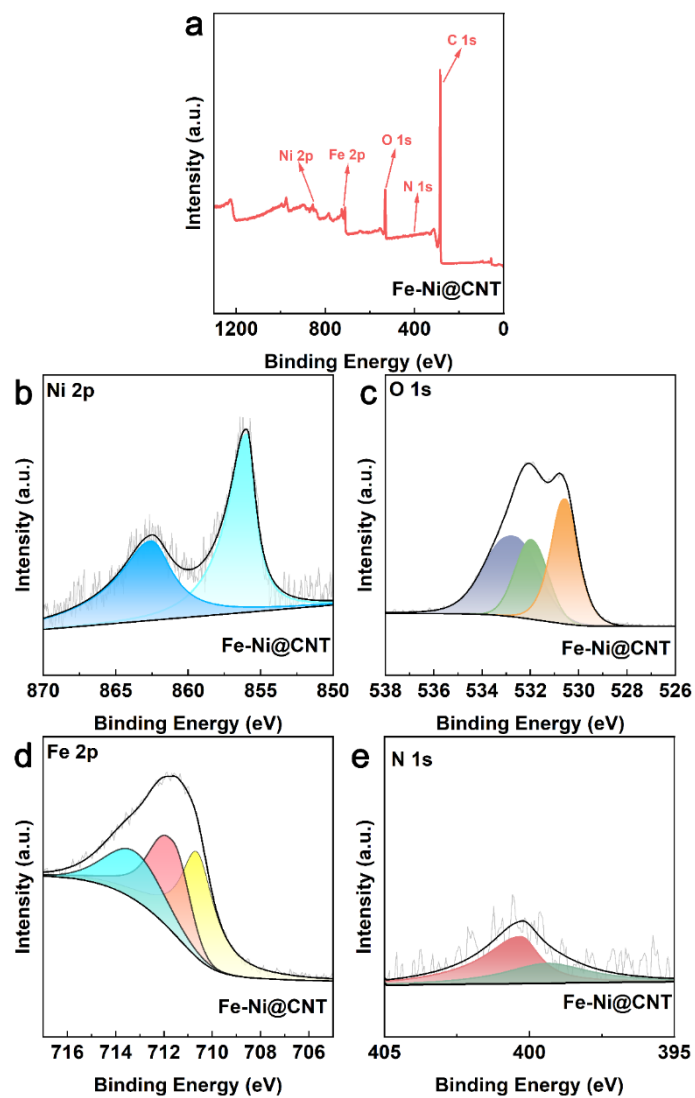 a
C 1s
O 1s
Ni 2p
Fe 2p
N 1s
Intensity (a.u.)
Fe-Ni@CNT
1200 800 400 0
Binding Energy (eV)
b
Ni 2p
Intensity (a.u.)
Fe-Ni@CNT
870 865 860 855 850
Binding Energy (eV)
c
O 1s
Intensity (a.u.)
Fe-Ni@CNT
538 536 534 532 530 528 526
Binding Energy (eV)
d
Fe 2p
Intensity (a.u.)
Fe-Ni@CNT
716 714 712 710 708 706
Binding Energy (eV)
e
N 1s
Intensity (a.u.)
Fe-Ni@CNT
405 400 395
Binding Energy (eV)